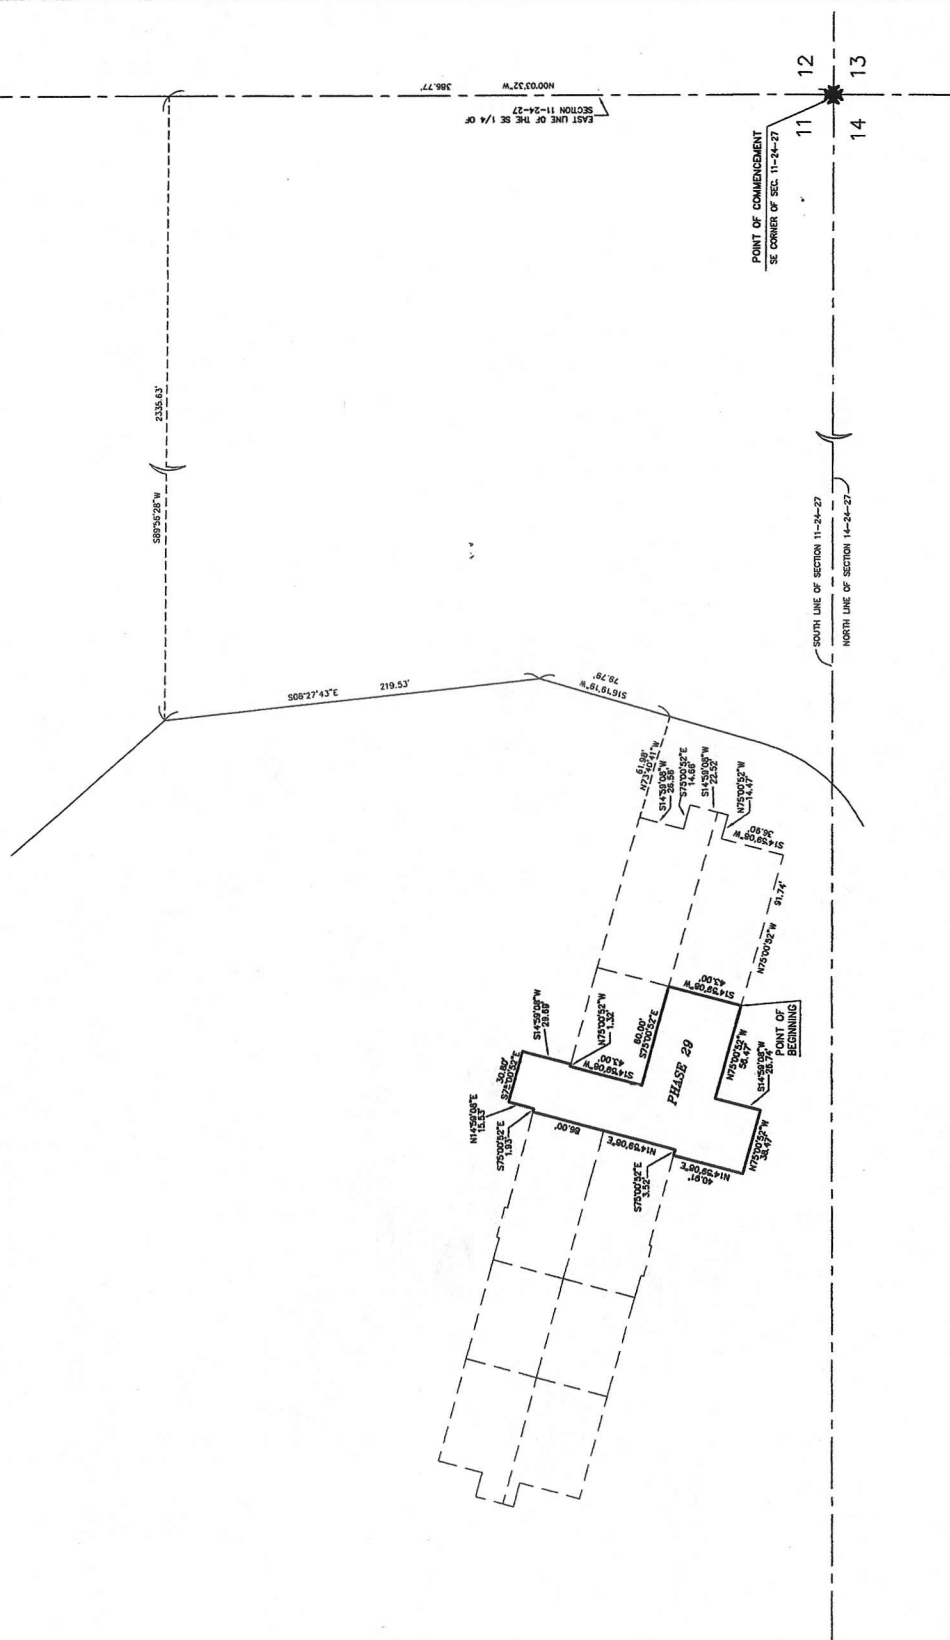 N00°03'32"W
386.77'
EAST LINE OF THE SE 1/4 OF
SECTION 11-24-27
12
13
11
14
POINT OF COMMENCEMENT
SE CORNER OF SEC. 11-24-27
2335.63'
S89°56'28"W
SOUTH LINE OF SECTION 11-24-27
NORTH LINE OF SECTION 14-24-27
S06°27'43"E
219.53'
S16°19'19"W
79.79'
61.98'
N73°40'41"W
S14°59'08"W
26.58'
S75°00'52"E
14.66'
S14°59'08"W
22.52'
N75°00'52"W
14.47'
S14°59'08"W
36.90'
N75°00'52"W
91.74'
S14°59'08"W
43.00'
POINT OF
BEGINNING
N75°00'52"W
56.47'
S14°59'08"W
26.74'
N75°00'52"W
38.47'
N14°59'08"E
40.91'
S75°00'52"E
3.52'
N14°59'08"E
86.00'
S75°00'52"E
1.93'
N14°59'08"E
15.53'
30.80'
S75°00'52"E
S14°59'08"W
29.69'
N75°00'52"W
1.32'
43.00'
S14°59'08"W
60.00'
S75°00'52"E
PHASE 29